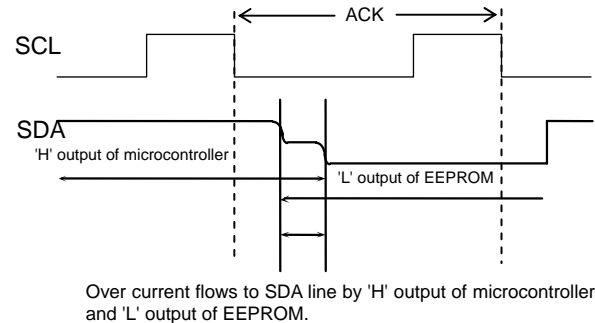 ACK
SCL
SDA
'H' output of microcontroller
'L' output of EEPROM
Over current flows to SDA line by 'H' output of microcontroller
and 'L' output of EEPROM.